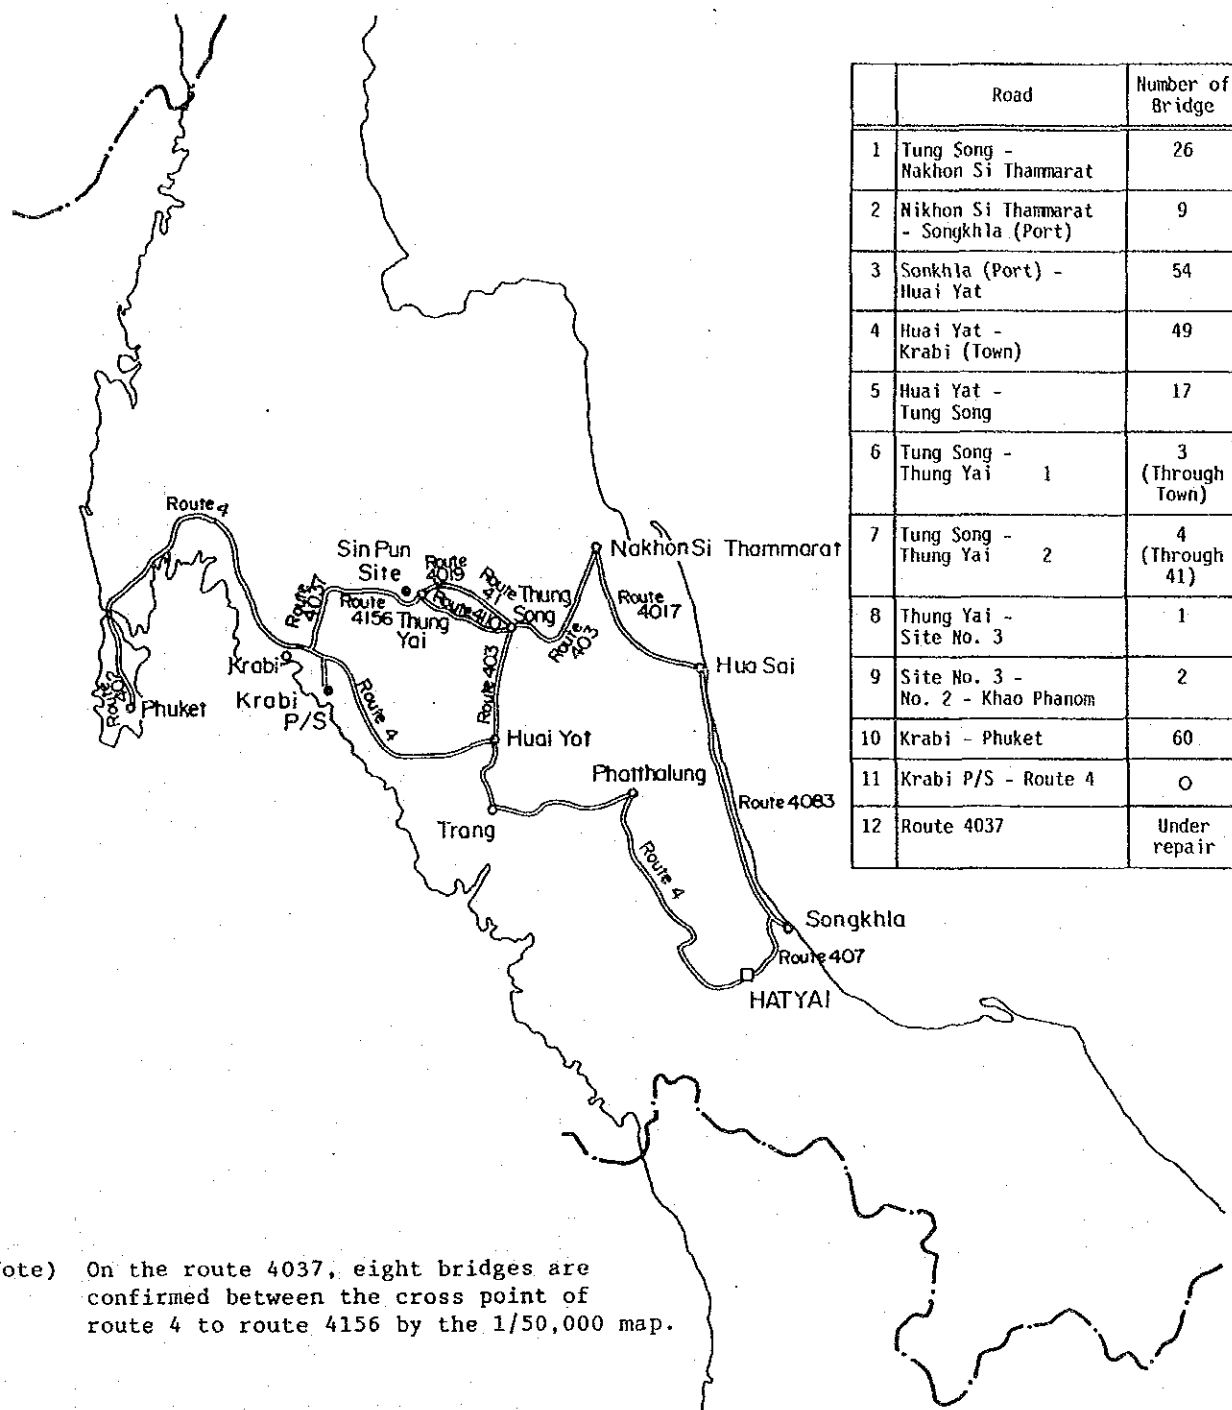 Road
Number of
Bridge
1 Tung Song - 26
Nakhon Si Thammarat
2 Nikhon Si Thammarat 9
- Songkhla (Port)
3 Sonkhla (Port) - 54
Huai Yat
4 Huai Yat - 49
Krabi (Town)
5 Huai Yat - 17
Tung Song
6 Tung Song - 3
Thung Yai 1 (Through
Town)
7 Tung Song - 4
Thung Yai 2 (Through
41)
8 Thung Yai - 1
Site No. 3
9 Site No. 3 - 2
No. 2 - Khao Phanom
10 Krabi - Phuket 60
11 Krabi P/S - Route 4 0
12 Route 4037 Under
repair
Route 4
Sin Pun
Site
Route
4019
Route
41
Thung
Song
Nakhon Si Thammarat
Route
4037
Route
4156
Thung
Yai
Route 4110
Route
403
Route
4017
Hua Sai
Krabi
Krabi
P/S
Route 403
Route
402
Phuket
Route 4
Huai Yot
Phatthalung
Route 4083
Trang
Route 4
Songkhla
Route 407
HATYAI
ote) On the route 4037, eight bridges are
confirmed between the cross point of
route 4 to route 4156 by the 1/50,000 map.